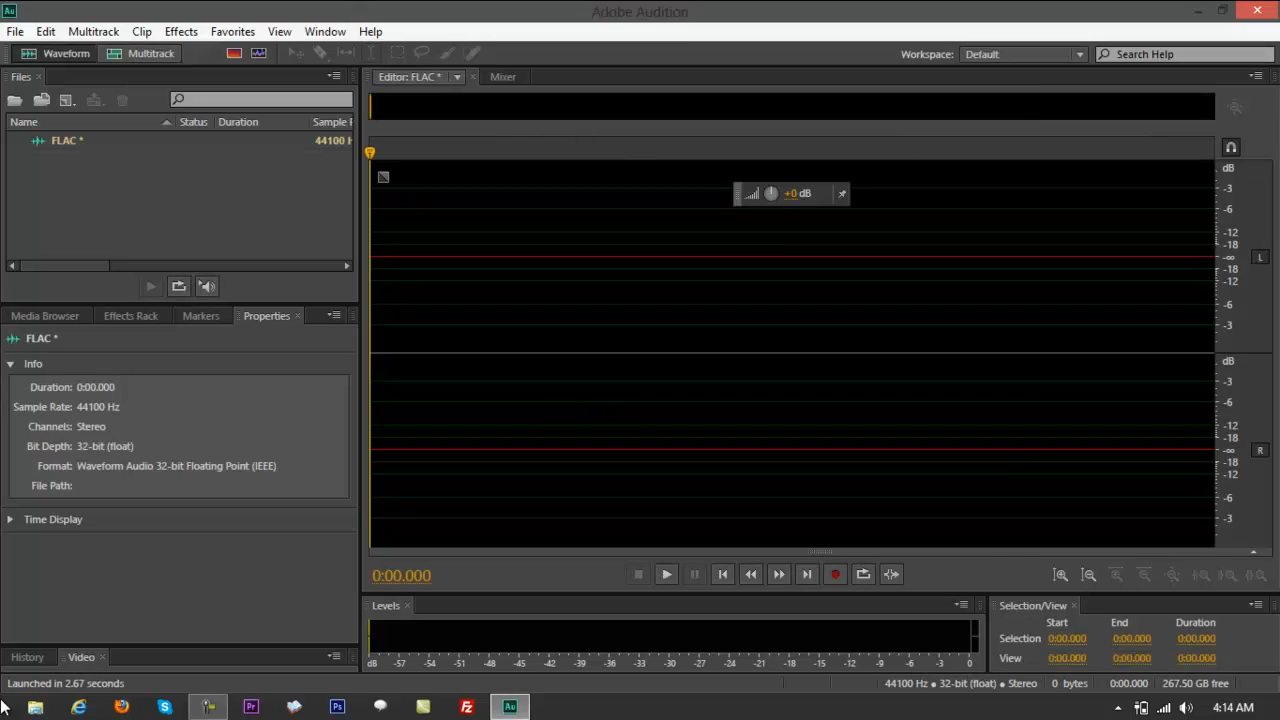 Au
Adobe Audition
File Edit Multitrack Clip Effects Favorites View Window Help
Waveform Multitrack
Workspace: Default Search Help
Files
Editor: FLAC * Mixer
Name Status Duration Sample F
FLAC * 44100 H
dB
-3
-6
-12
-18
-∞ L
-18
-12
-6
-3
+0 dB
dB
-3
-6
-12
-18
-∞ R
-18
-12
-6
-3
Media Browser Effects Rack Markers Properties
FLAC *
Info
Duration: 0:00.000
Sample Rate: 44100 Hz
Channels: Stereo
Bit Depth: 32-bit (float)
Format: Waveform Audio 32-bit Floating Point (IEEE)
File Path:
Time Display
0:00.000
Levels
dB -57 -54 -51 -48 -45 -42 -39 -36 -33 -30 -27 -24 -21 -18 -15 -12 -9 -6 -3 0
Selection/View
Start End Duration
Selection 0:00.000 0:00.000 0:00.000
View 0:00.000 0:00.000 0:00.000
History Video
Launched in 2.67 seconds
44100 Hz • 32-bit (float) • Stereo 0 bytes 0:00.000 267.50 GB free
Pr Ps Fz Au
4:14 AM